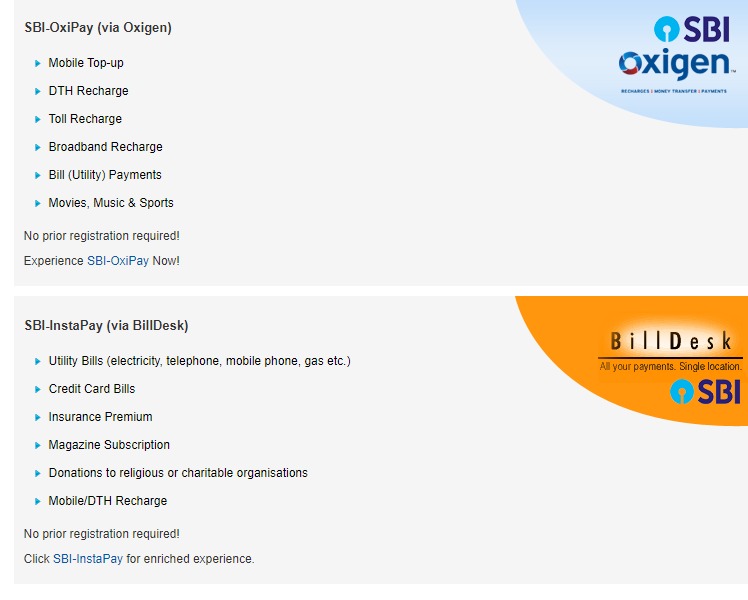 SBI-OxiPay (via Oxigen)
SBI
Oxigen™
RECHARGES | MONEY TRANSFER | PAYMENTS
Mobile Top-up
DTH Recharge
Toll Recharge
Broadband Recharge
Bill (Utility) Payments
Movies, Music & Sports
No prior registration required!
Experience SBI-OxiPay Now!
SBI-InstaPay (via BillDesk)
BillDesk
All your payments. Single location.
SBI
Utility Bills (electricity, telephone, mobile phone, gas etc.)
Credit Card Bills
Insurance Premium
Magazine Subscription
Donations to religious or charitable organisations
Mobile/DTH Recharge
No prior registration required!
Click SBI-InstaPay for enriched experience.